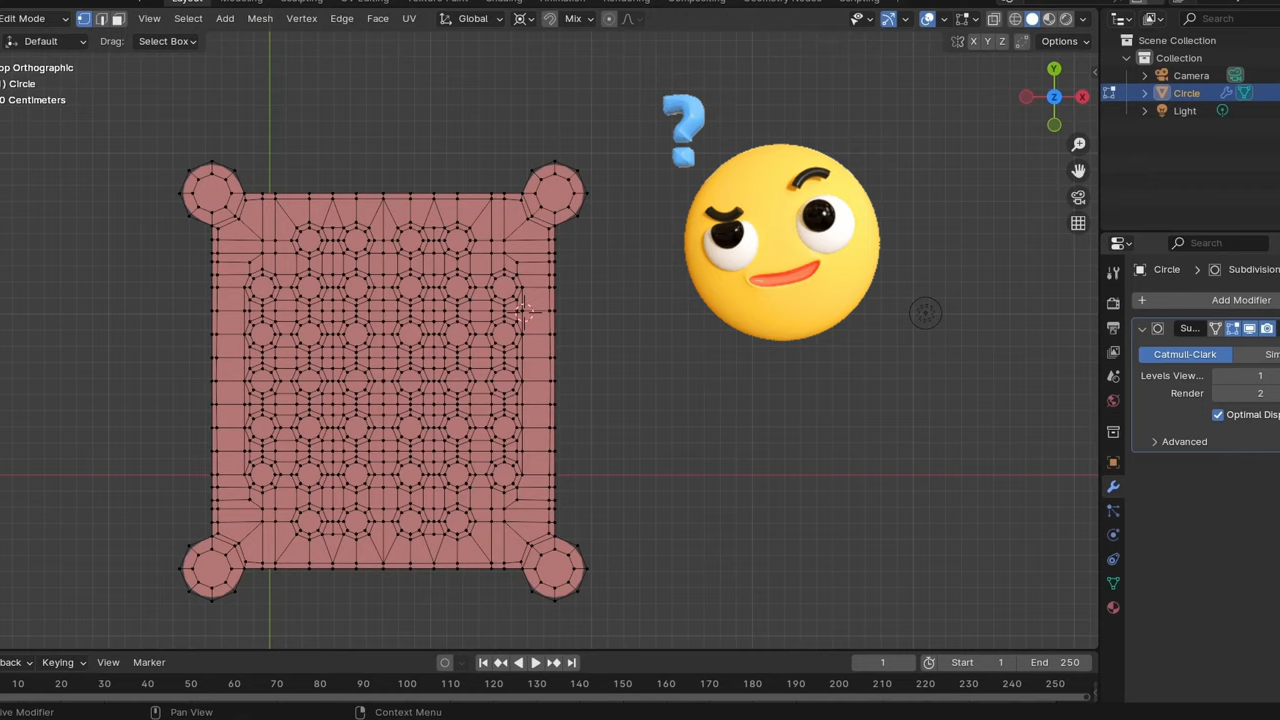 Edit Mode View Select Add Mesh Vertex Edge Face UV Global Mix
Default Drag: Select Box X Y Z Options
op Orthographic
) Circle
0 Centimeters
Y
Z X
?
Search
Scene Collection
Collection
Camera
Circle
Light
Search
Circle > Subdivision
+ Add Modifier
Su...
Catmull-Clark Sim
Levels View... 1
Render 2
Optimal Disp
Advanced
back Keying View Marker 1 Start 1 End 250
10 20 30 40 50 60 70 80 90 100 110 120 130 140 150 160 170 180 190 200 210 220 230 240 250
ive Modifier Pan View Context Menu